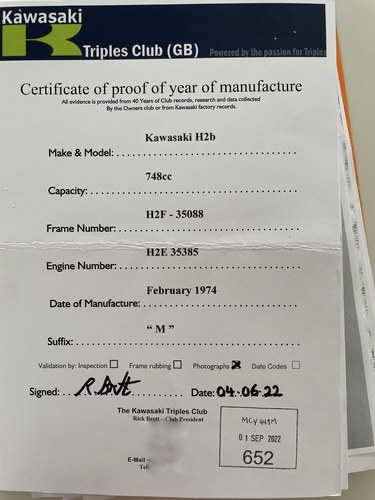 Kawasaki
Triples Club (GB) Powered by the passion for Triples
Certificate of proof of year of manufacture
All evidence is provided from 40 Years of Club records, research and data collected
By the Owners club or from Kawasaki factory records.
Kawasaki H2b
Make & Model:
748cc
Capacity:
H2F - 35088
Frame Number:
H2E 35385
Engine Number:
February 1974
Date of Manufacture:
“ M ”
Suffix:
Validation by: Inspection Frame rubbing Photographs Date Codes
Signed: R. Brett Date: 04.06.22
The Kawasaki Triples Club
Rick Brett – Club President
MCY 449M
01 SEP 2022
E-Mail –
652
Tel: